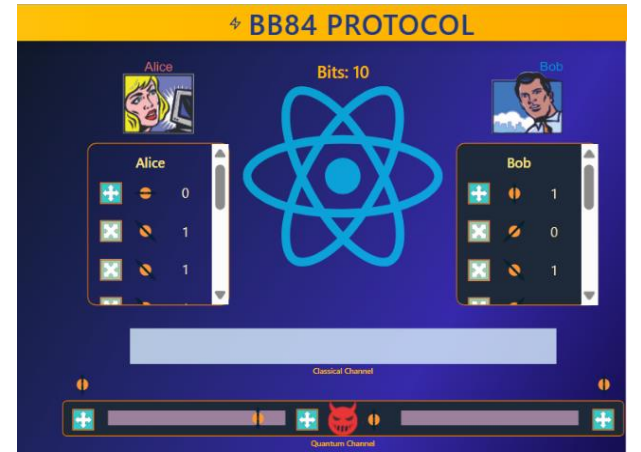 BB84 PROTOCOL
Alice
Bits: 10
Bob
Alice
0
1
1
Bob
1
0
1
Classical Channel
Quantum Channel